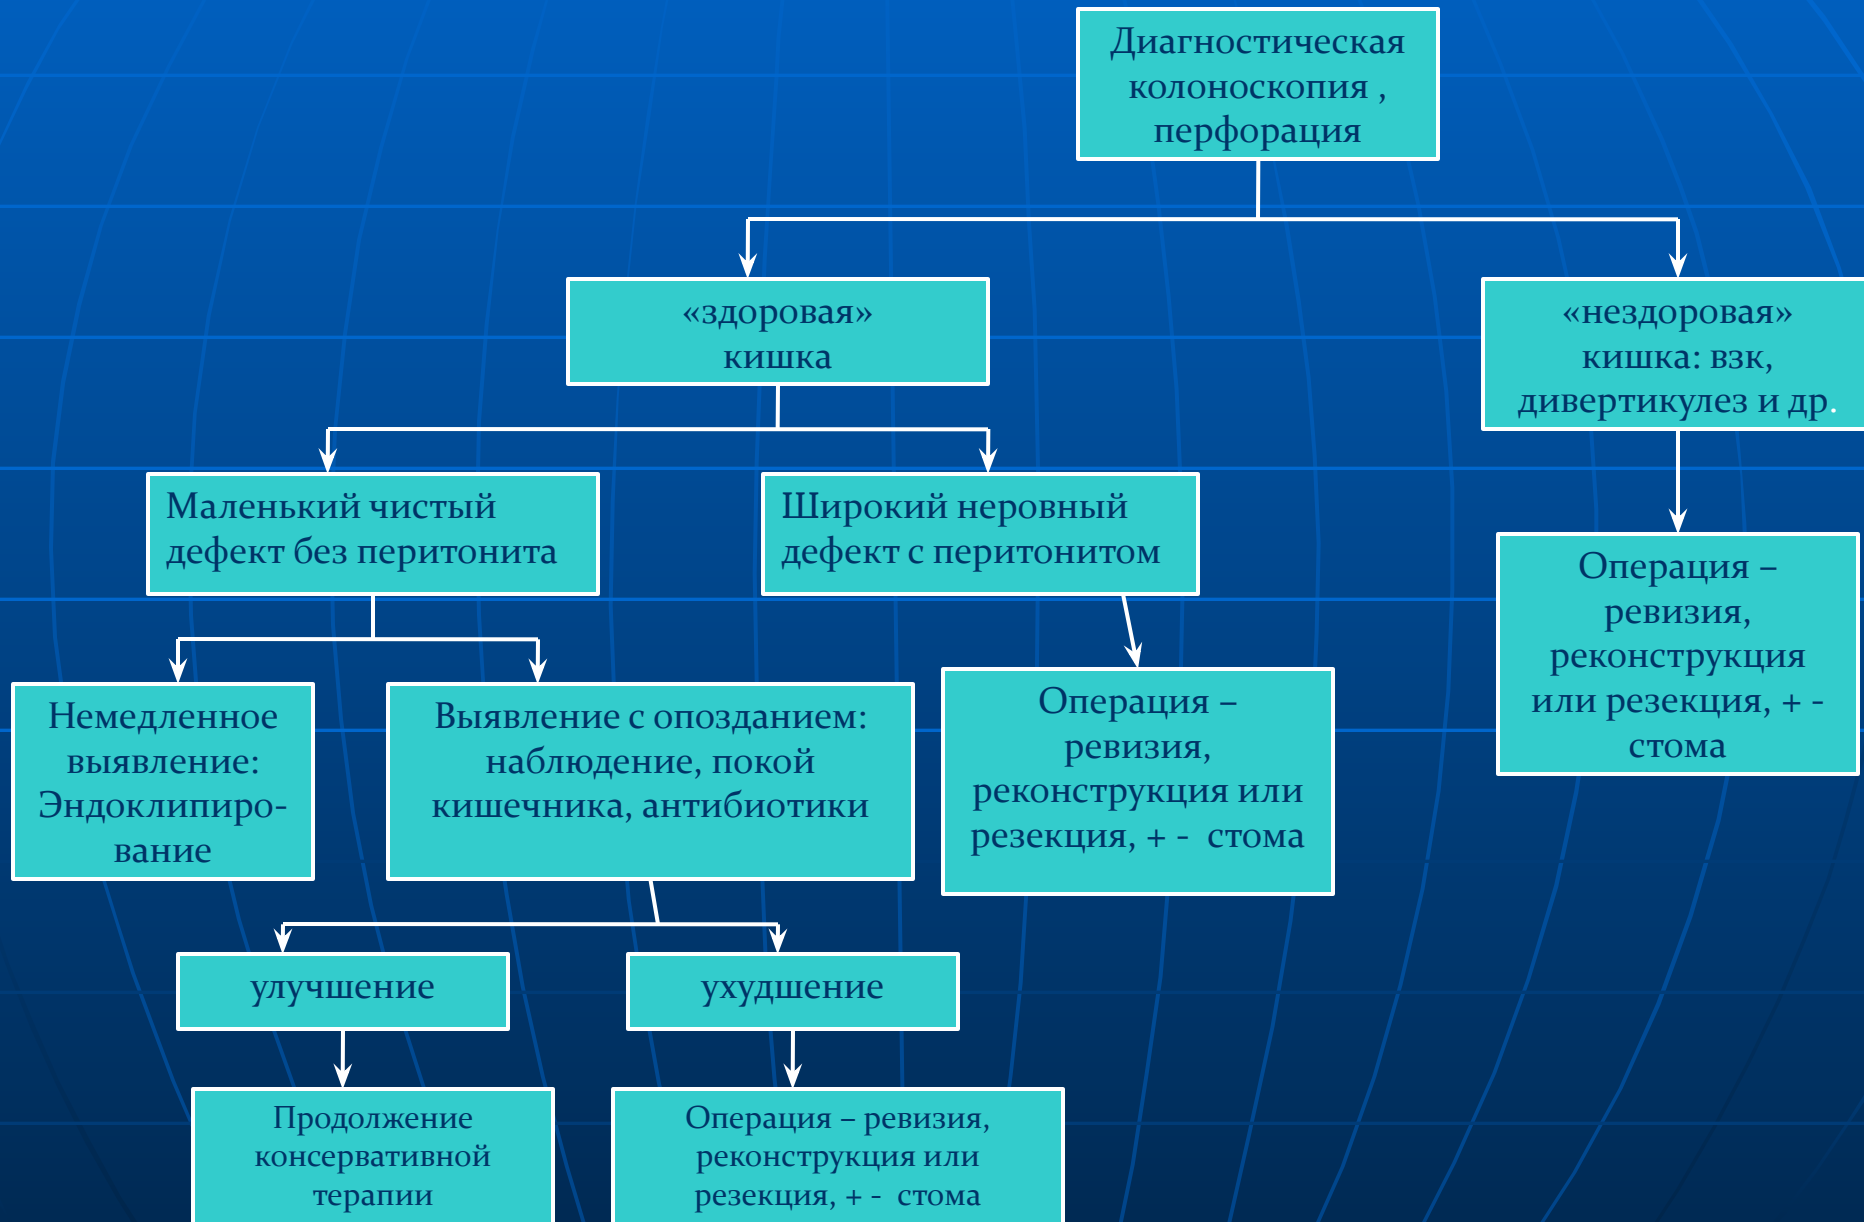 Диагностическая
колоноскопия ,
перфорация
«здоровая»
кишка
«нездоровая»
кишка: взк,
дивертикулез и др.
Маленький чистый
дефект без перитонита
Широкий неровный
дефект с перитонитом
Операция –
ревизия,
реконструкция
или резекция, + -
стома
Немедленное
выявление:
Эндоклипиро-
вание
Выявление с опозданием:
наблюдение, покой
кишечника, антибиотики
Операция –
ревизия,
реконструкция или
резекция, + - стома
улучшение
ухудшение
Продолжение
консервативной
терапии
Операция – ревизия,
реконструкция или
резекция, + - стома